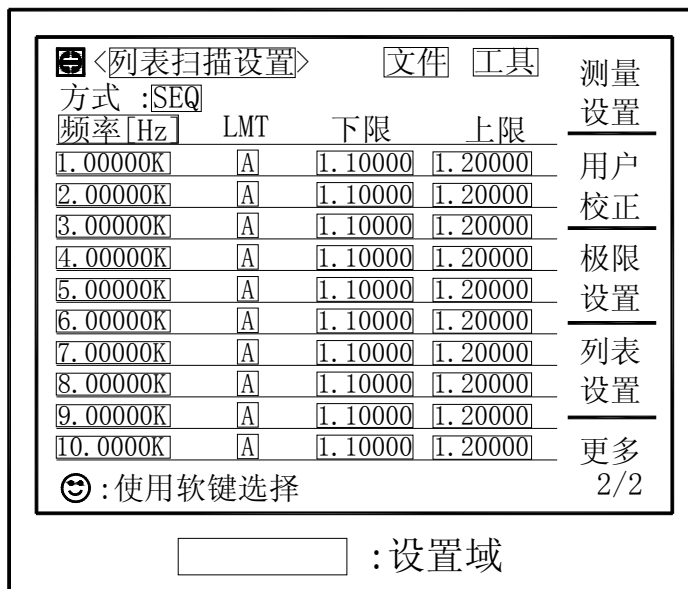 <列表扫描设置> 文件 工具
方式 :SEQ
频率[Hz] LMT 下限 上限
1.00000K A 1.10000 1.20000
2.00000K A 1.10000 1.20000
3.00000K A 1.10000 1.20000
4.00000K A 1.10000 1.20000
5.00000K A 1.10000 1.20000
6.00000K A 1.10000 1.20000
7.00000K A 1.10000 1.20000
8.00000K A 1.10000 1.20000
9.00000K A 1.10000 1.20000
10.0000K A 1.10000 1.20000
:使用软键选择
测量
设置
用户
校正
极限
设置
列表
设置
更多
2/2
:设置域